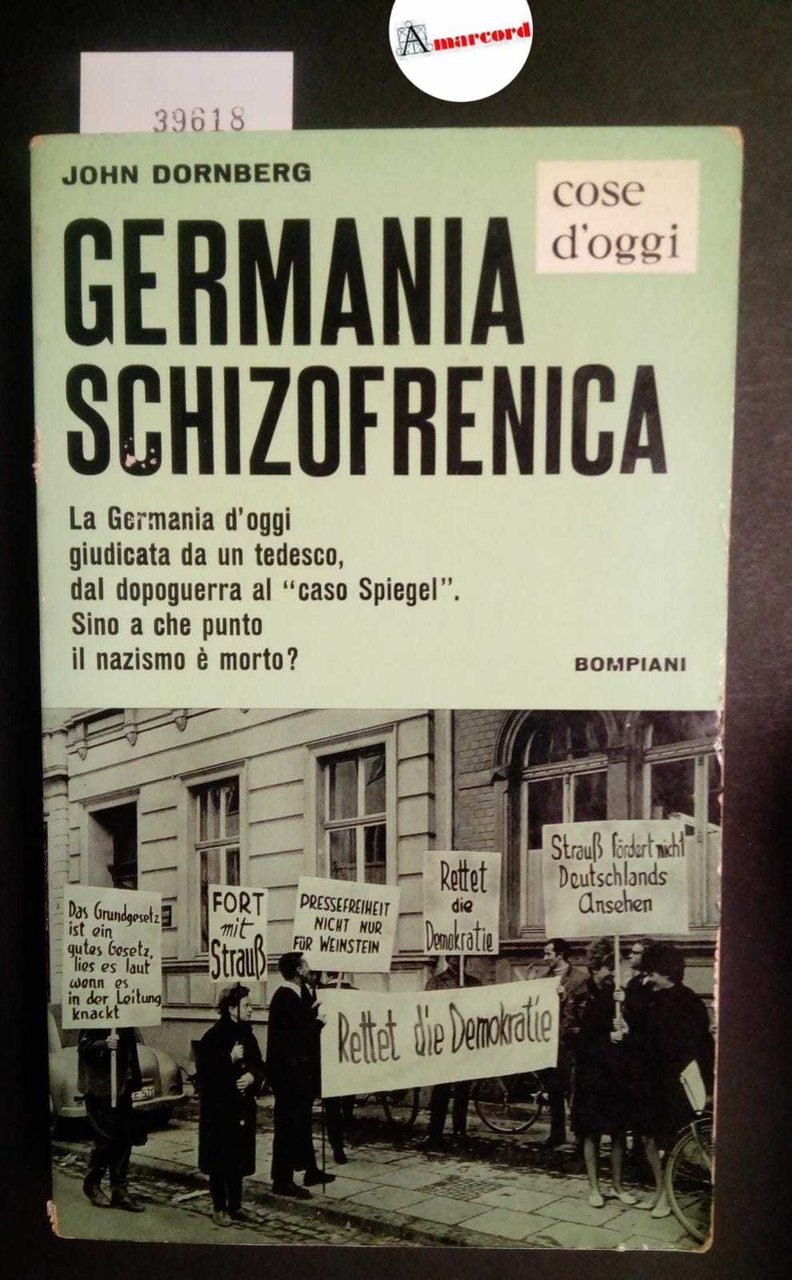 Amarcord
39618
JOHN DORNBERG
cose
d'oggi
GERMANIA
SCHIZOFRENICA
La Germania d'oggi
giudicata da un tedesco,
dal dopoguerra al “caso Spiegel”.
Sino a che punto
il nazismo è morto?
BOMPIANI
Das Grundgesetz
ist ein
gutes Gesetz,
lies es laut
wenn es
in der Leitung
knackt
FORT
mit
Strauß
PRESSEFREIHEIT
NICHT NUR
FÜR WEINSTEIN
Rettet
die
Demokratie
Strauß fördert nicht
Deutschlands
Ansehen
Rettet die Demokratie